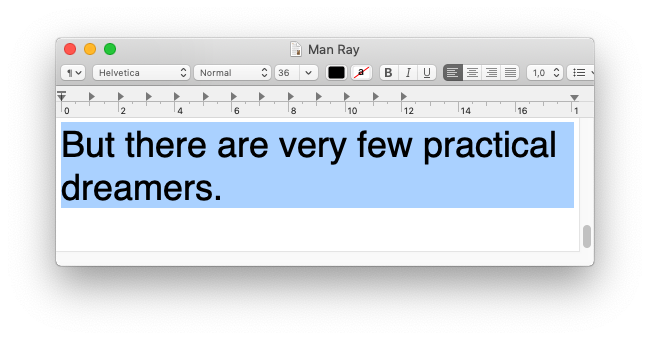 Man Ray
¶ Helvetica Normal 36 a B I U 1,0
0 2 4 6 8 10 12 14 16 1
But there are very few practical
dreamers.